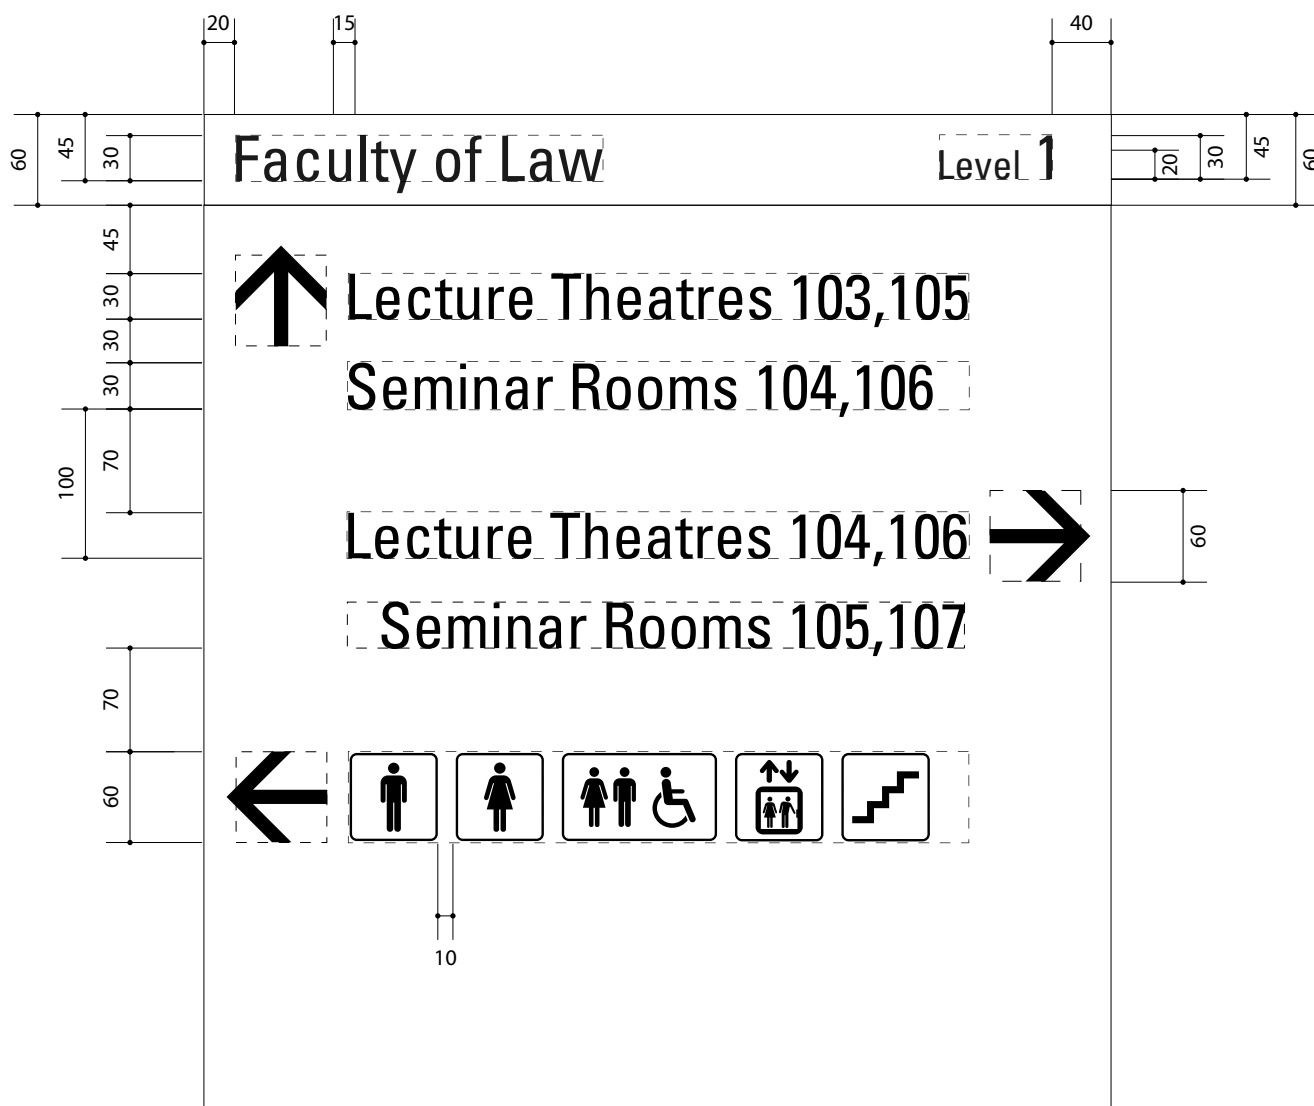 20 15 40
60 45 30 Faculty of Law Level 1 20 30 45 60
45
30 Lecture Theatres 103,105
30
30 Seminar Rooms 104,106
100 70
Lecture Theatres 104,106 60
Seminar Rooms 105,107
70
60
10